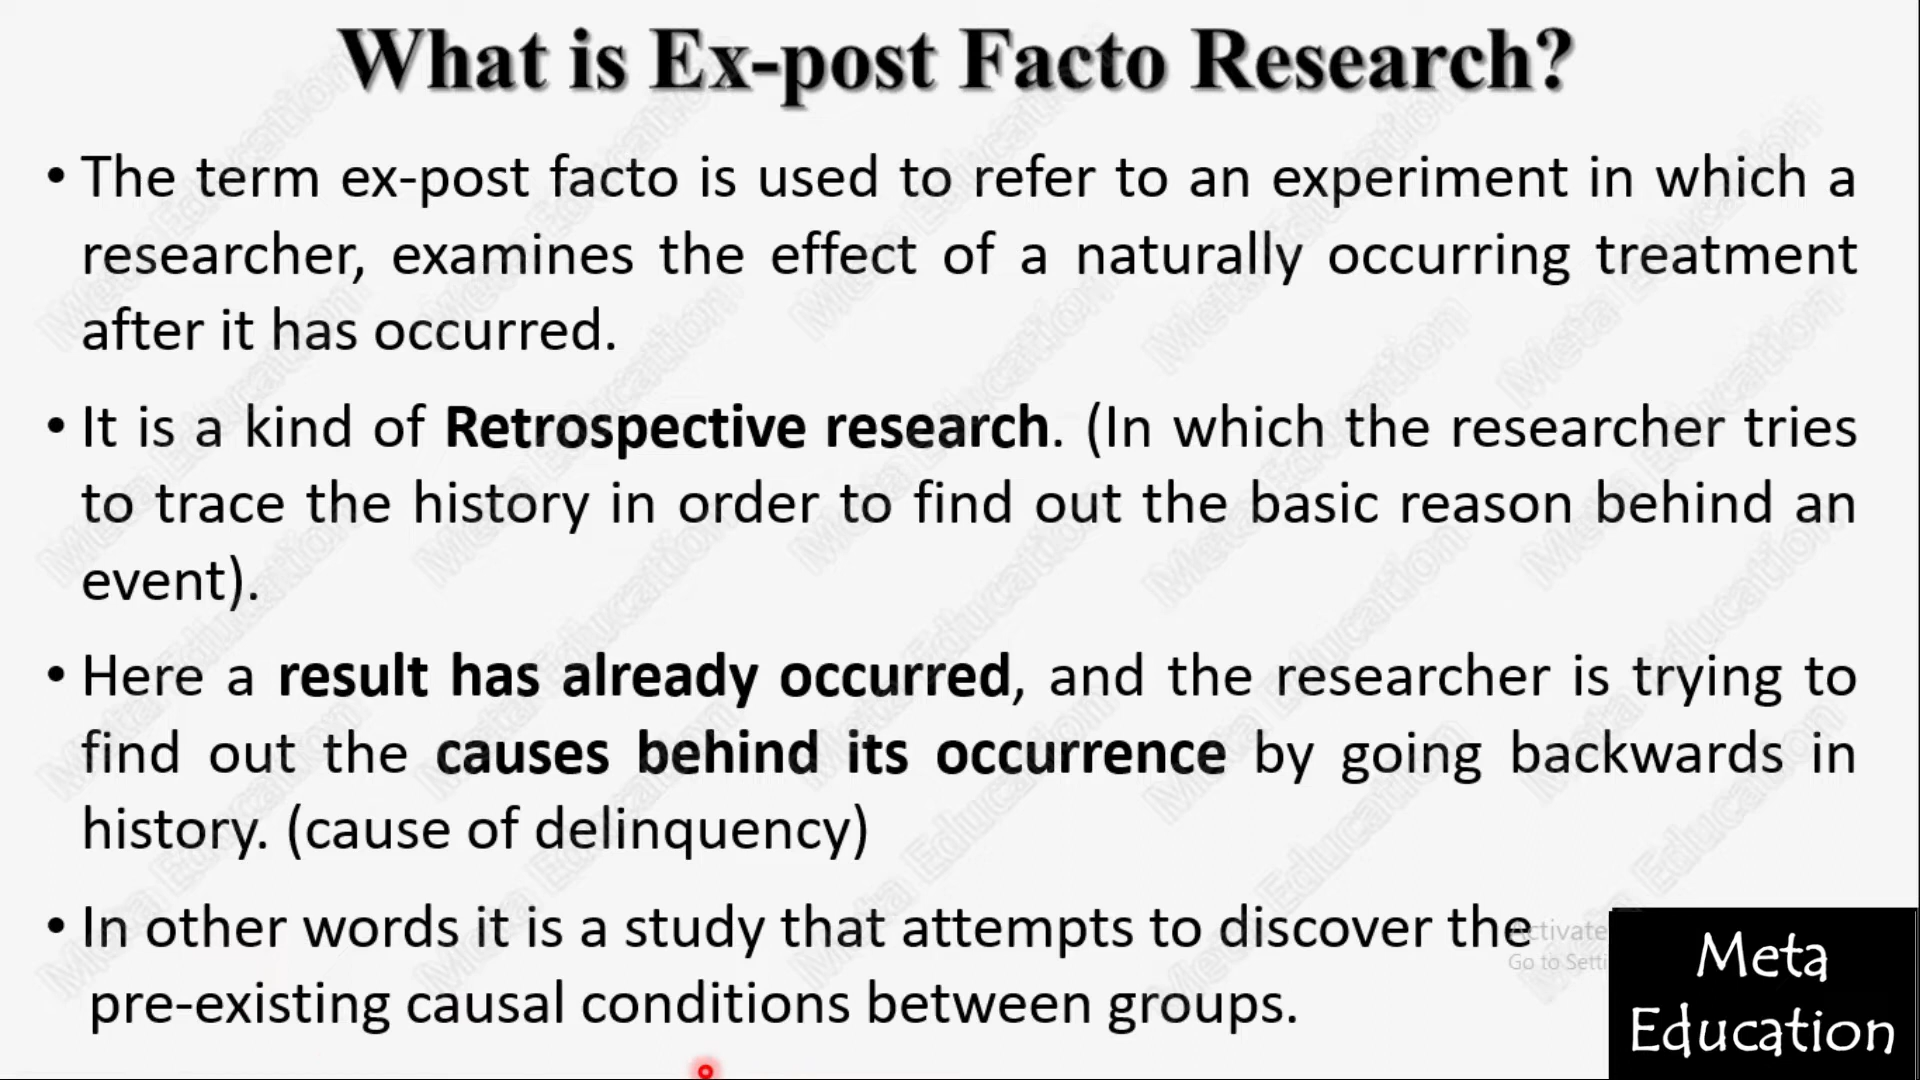 What is Ex-post Facto Research?
• The term ex-post facto is used to refer to an experiment in which a
researcher, examines the effect of a naturally occurring treatment
after it has occurred.
• It is a kind of Retrospective research. (In which the researcher tries
to trace the history in order to find out the basic reason behind an
event).
• Here a result has already occurred, and the researcher is trying to
find out the causes behind its occurrence by going backwards in
history. (cause of delinquency)
• In other words it is a study that attempts to discover the
pre-existing causal conditions between groups.
Activate
Go to Setti
Meta
Education